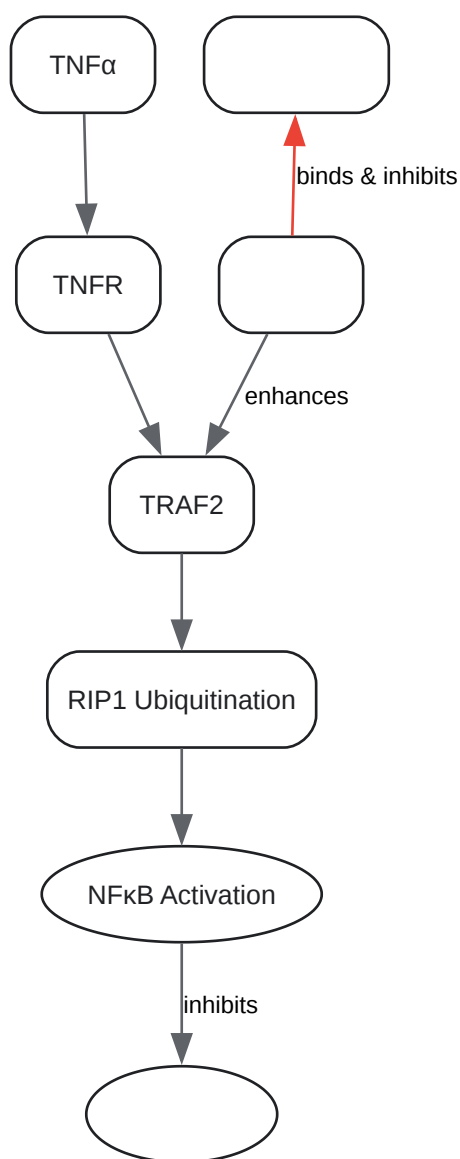 TNFα
binds & inhibits
TNFR
enhances
TRAF2
RIP1 Ubiquitination
NFκB Activation
inhibits